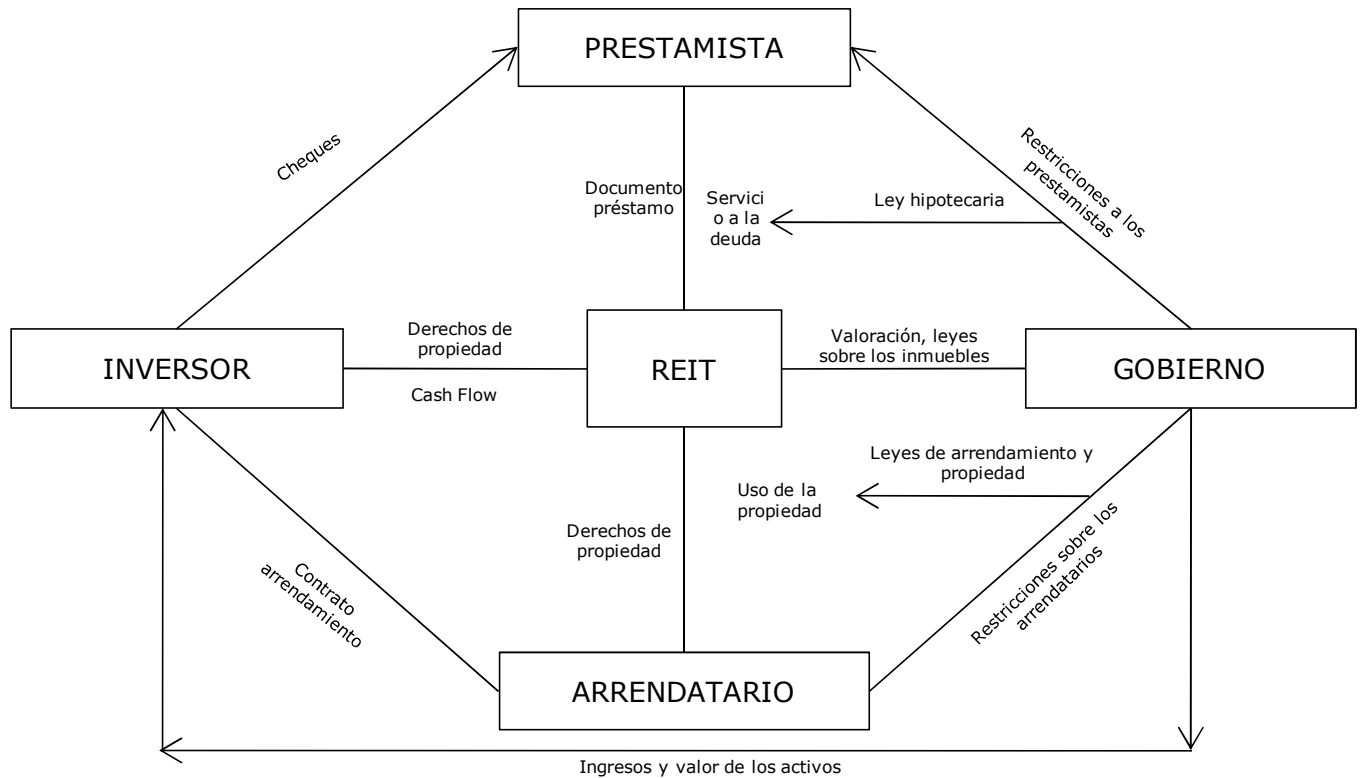 PRESTAMISTA
Cheques
Restricciones a los
prestamistas
Documento
préstamo
Servici
o a la
deuda
Ley hipotecaria
INVERSOR
Derechos de
propiedad
Cash Flow
REIT
Valoración, leyes
sobre los inmuebles
GOBIERNO
Leyes de arrendamiento y
propiedad
Uso de la
propiedad
Derechos de
propiedad
Contrato
arrendamiento
Restricciones sobre los
arrendatarios
ARRENDATARIO
Ingresos y valor de los activos